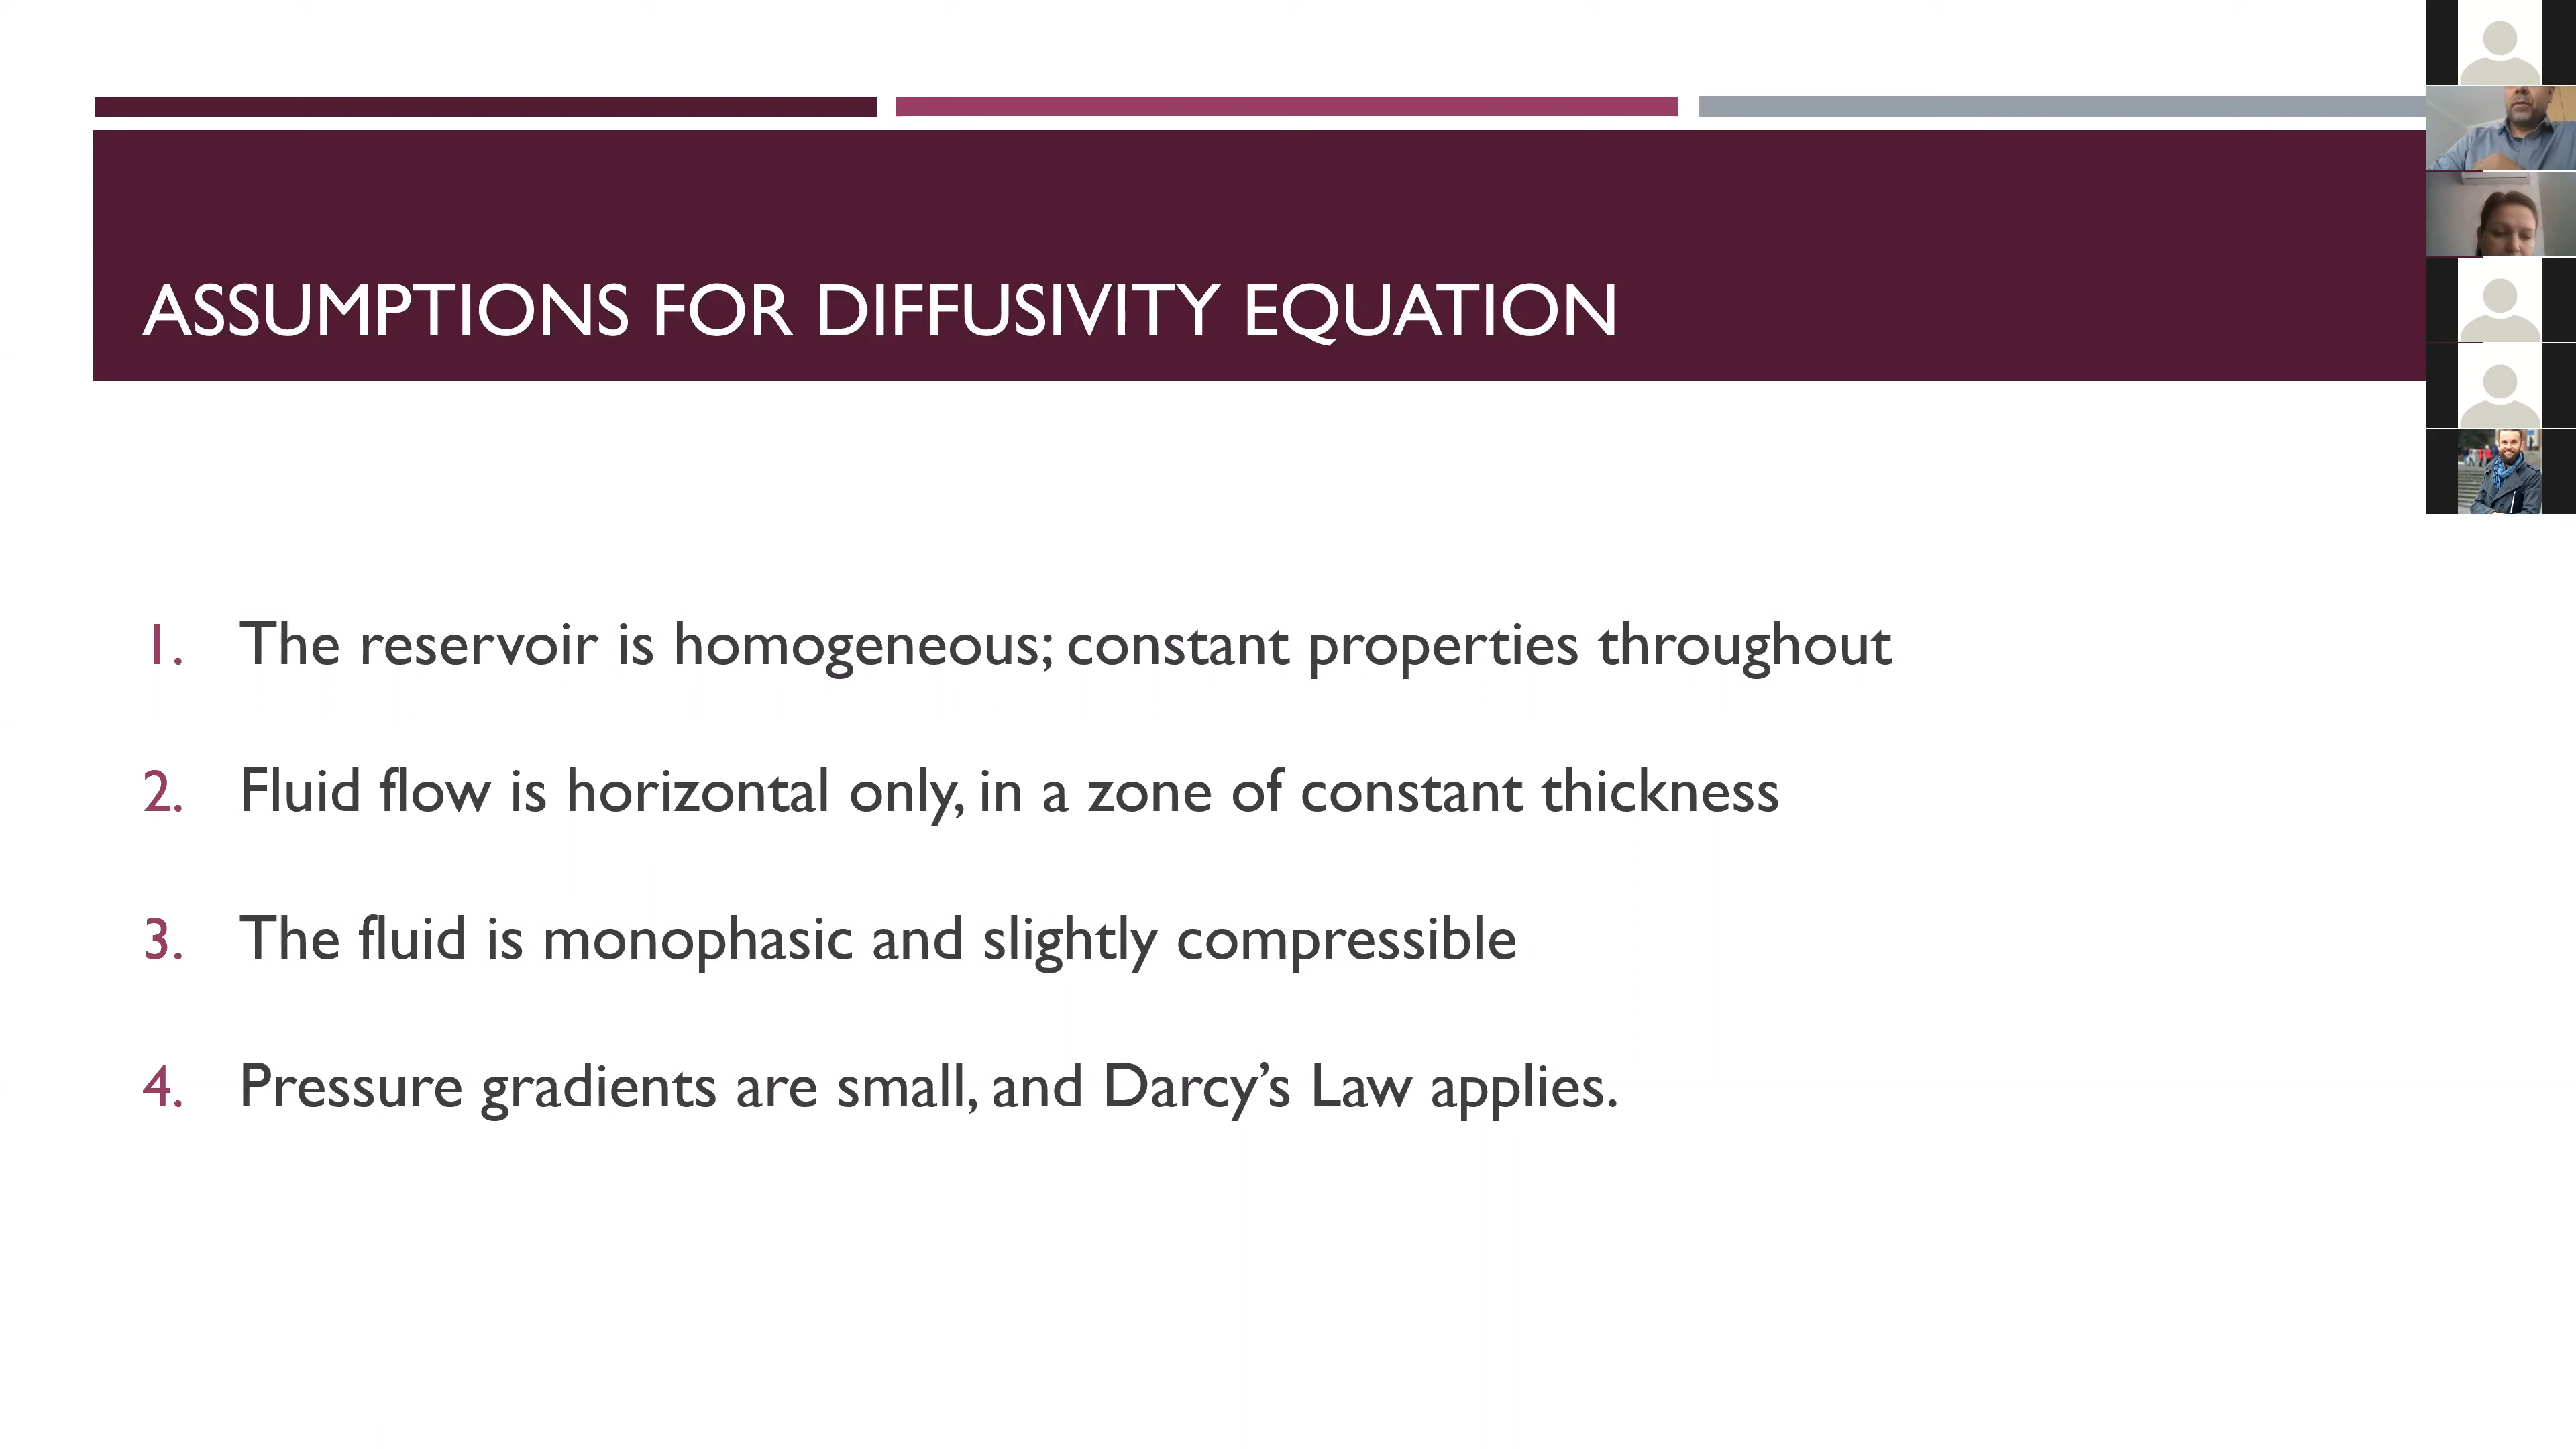 ASSUMPTIONS FOR DIFFUSIVITY EQUATION
1. The reservoir is homogeneous; constant properties throughout
2. Fluid flow is horizontal only, in a zone of constant thickness
3. The fluid is monophasic and slightly compressible
4. Pressure gradients are small, and Darcy’s Law applies.